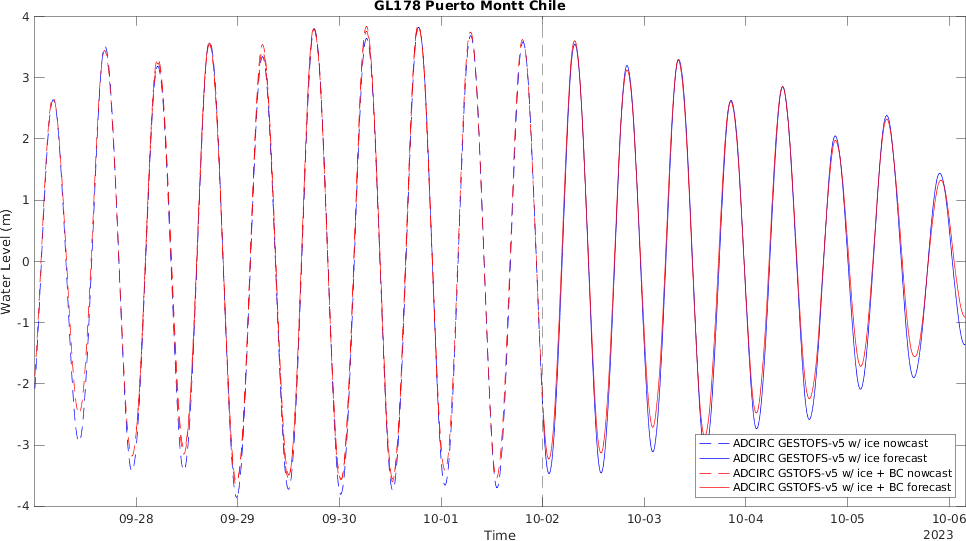 GL178 Puerto Montt Chile
4
3
2
1
0
-1
-2
-3
-4
Water Level (m)
ADCIRC GESTOFS-v5 w/ ice nowcast
ADCIRC GESTOFS-v5 w/ ice forecast
ADCIRC GSTOFS-v5 w/ ice + BC nowcast
ADCIRC GSTOFS-v5 w/ ice + BC forecast
09-28 09-29 09-30 10-01 10-02 10-03 10-04 10-05 10-06
Time 2023